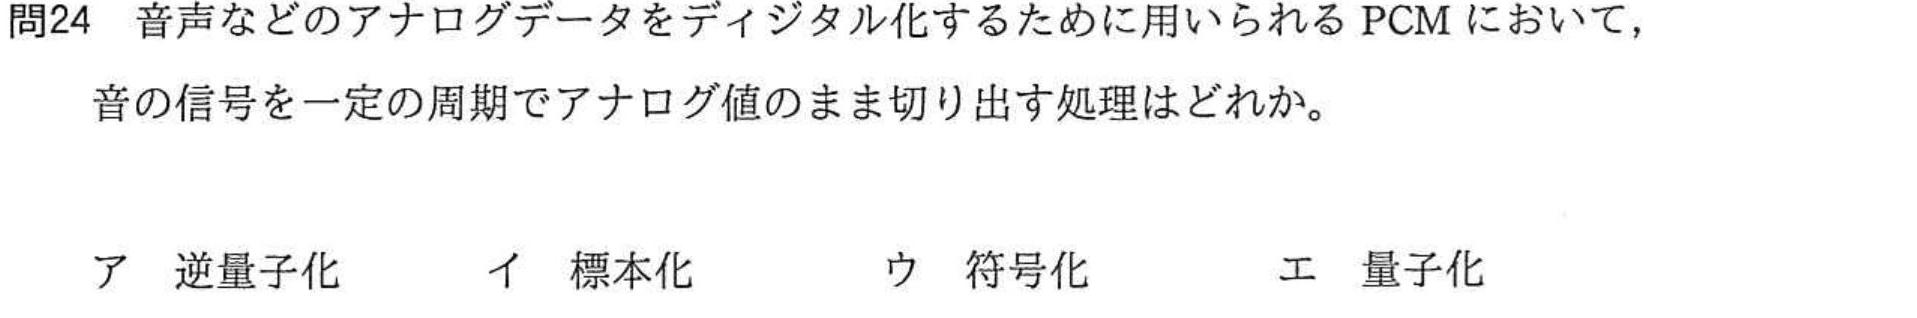 問24　音声などのアナログデータをディジタル化するために用いられる PCM において，
音の信号を一定の周期でアナログ値のまま切り出す処理はどれか。
ア　逆量子化　イ　標本化　ウ　符号化　エ　量子化